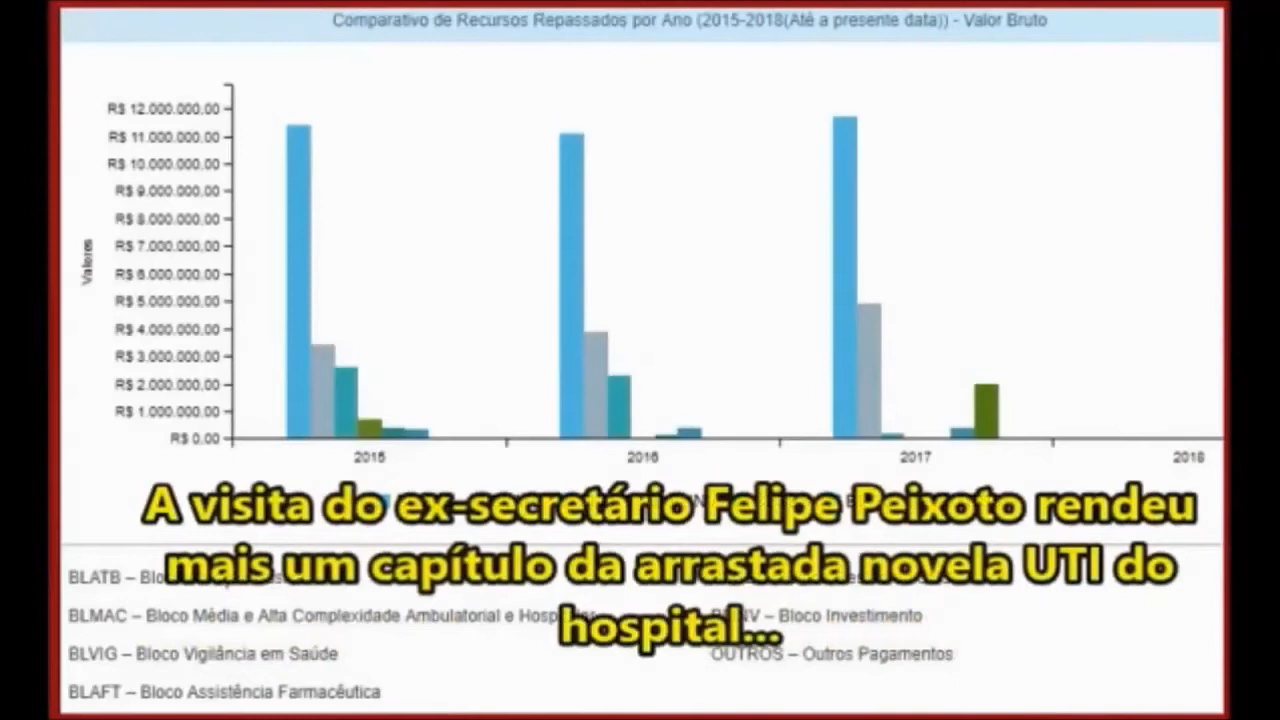 Comparativo de Recursos Repassados por Ano (2015-2018(Até a presente data)) - Valor Bruto
R$ 12.000.000,00
R$ 11.000.000,00
R$ 10.000.000,00
R$ 9.000.000,00
R$ 8.000.000,00
R$ 7.000.000,00
Valores
R$ 6.000.000,00
R$ 5.000.000,00
R$ 4.000.000,00
R$ 3.000.000,00
R$ 2.000.000,00
R$ 1.000.000,00
R$ 0,00
2015 2016 2017 2018
A visita do ex-secretário Felipe Peixoto rendeu
mais um capítulo da arrastada novela UTI do
hospital...
BLATB –
BLMAC – Bloco Média e Alta Complexidade Ambulatorial e
– Bloco Investimento
BLVIG – Bloco Vigilância em Saúde
OUTROS – Outros Pagamentos
BLAFT – Bloco Assistência Farmacêutica